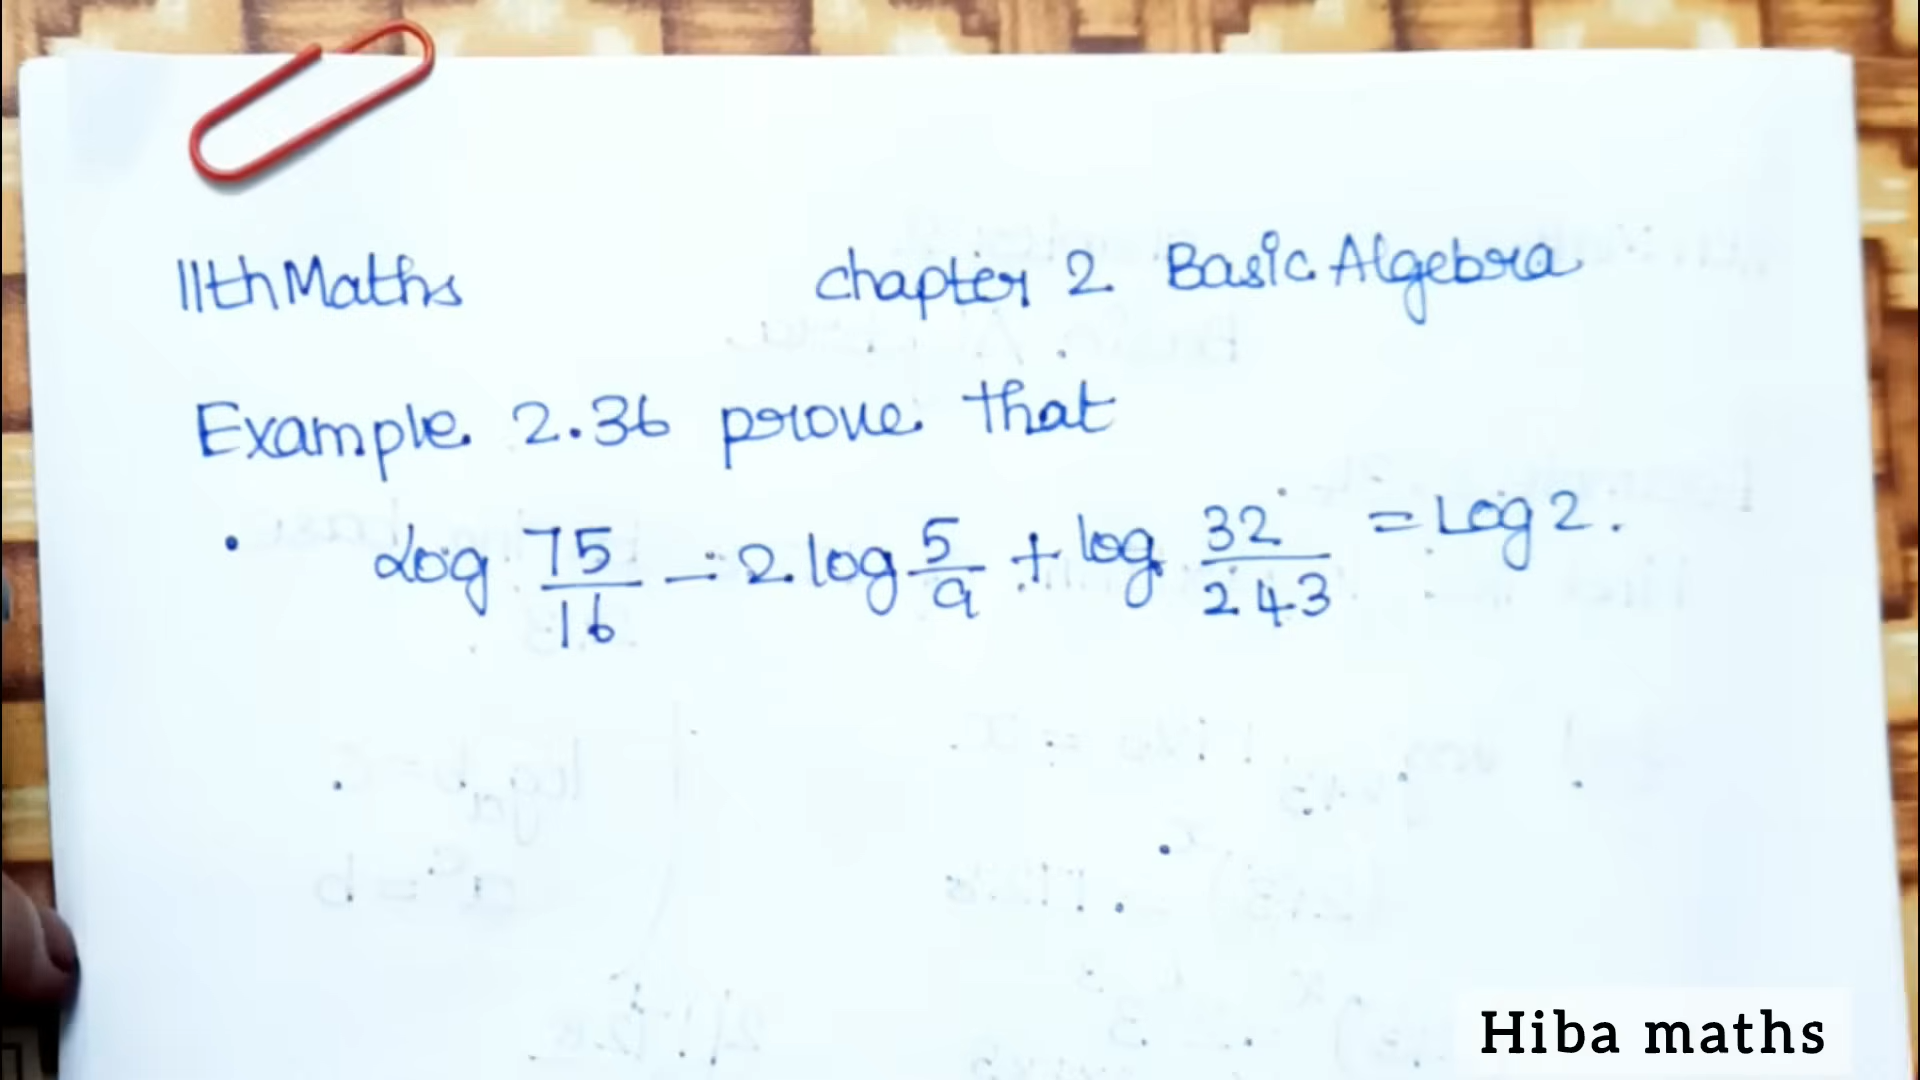 11th Maths chapter 2 Basic Algebra
Example 2.36 prove that
log 75/16 - 2 log 5/9 + log 32/243 = Log 2.
Hiba maths